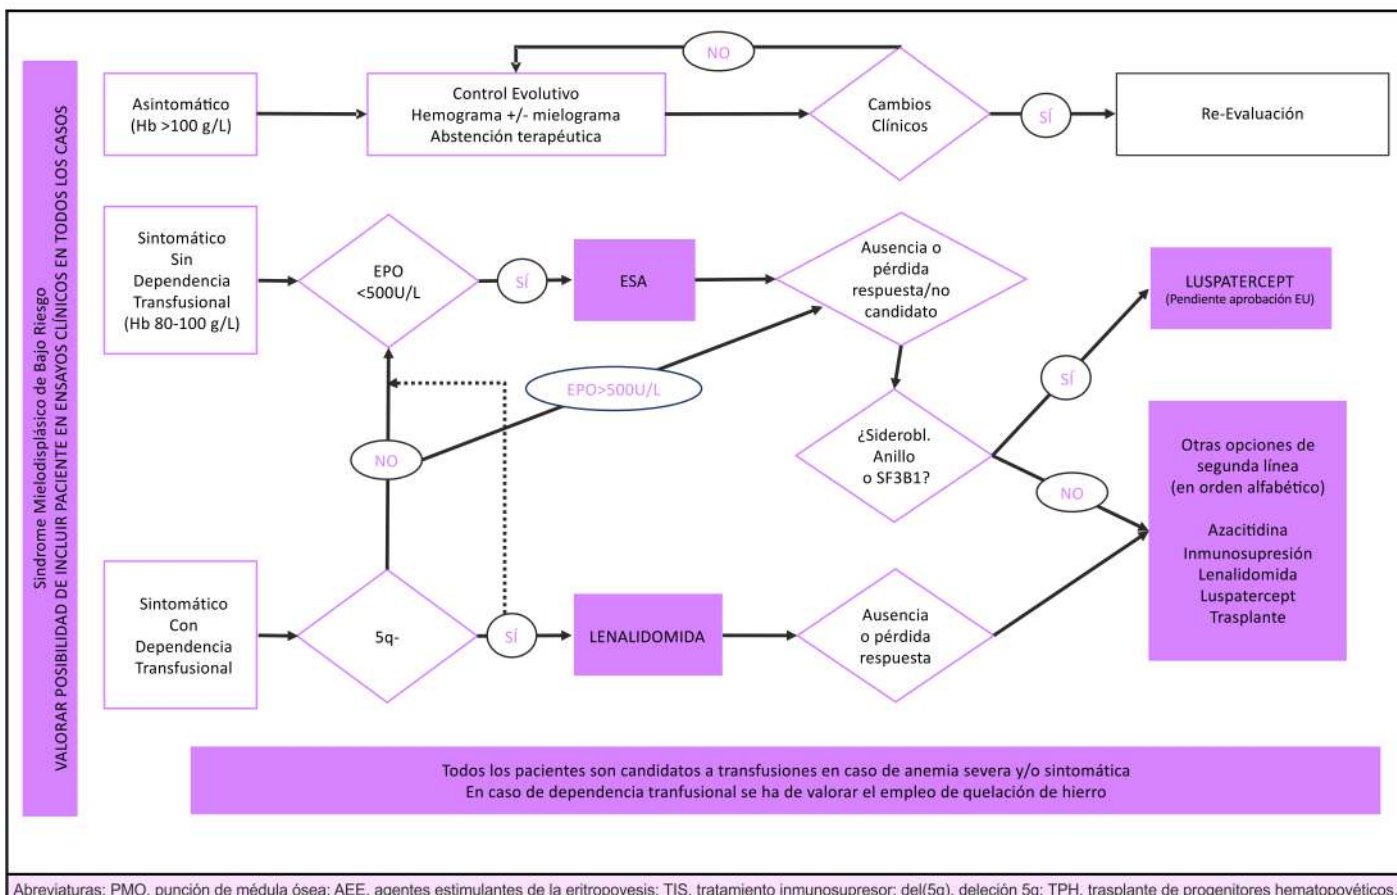 Síndrome Mielodisplásico de Bajo Riesgo
VALORAR POSIBILIDAD DE INCLUIR PACIENTE EN ENSAYOS CLÍNICOS EN TODOS LOS CASOS
NO
Asintomático
(Hb >100 g/L)
Control Evolutivo
Hemograma +/- mielograma
Abstención terapéutica
Cambios
Clínicos
SÍ
Re-Evaluación
Sintomático
Sin
Dependencia
Transfusional
(Hb 80-100 g/L)
EPO
<500U/L
SÍ
ESA
Ausencia o
pérdida
respuesta/no
candidato
LUSPATERCEPT
(Pendiente aprobación EU)
EPO>500U/L
SÍ
NO
¿Siderobl.
Anillo
o SF3B1?
NO
Otras opciones de
segunda línea
(en orden alfabético)
Azacitidina
Inmunosupresión
Lenalidomida
Luspatercept
Trasplante
Sintomático
Con
Dependencia
Transfusional
5q-
SÍ
LENALIDOMIDA
Ausencia
o pérdida
respuesta
Todos los pacientes son candidatos a transfusiones en caso de anemia severa y/o sintomática
En caso de dependencia tranfusional se ha de valorar el empleo de quelación de hierro
Abreviaturas: PMO, punción de médula ósea; AEE, agentes estimulantes de la eritropoyesis; TIS, tratamiento inmunosupresor; del(5q), deleción 5q; TPH, trasplante de progenitores hematopoyéticos